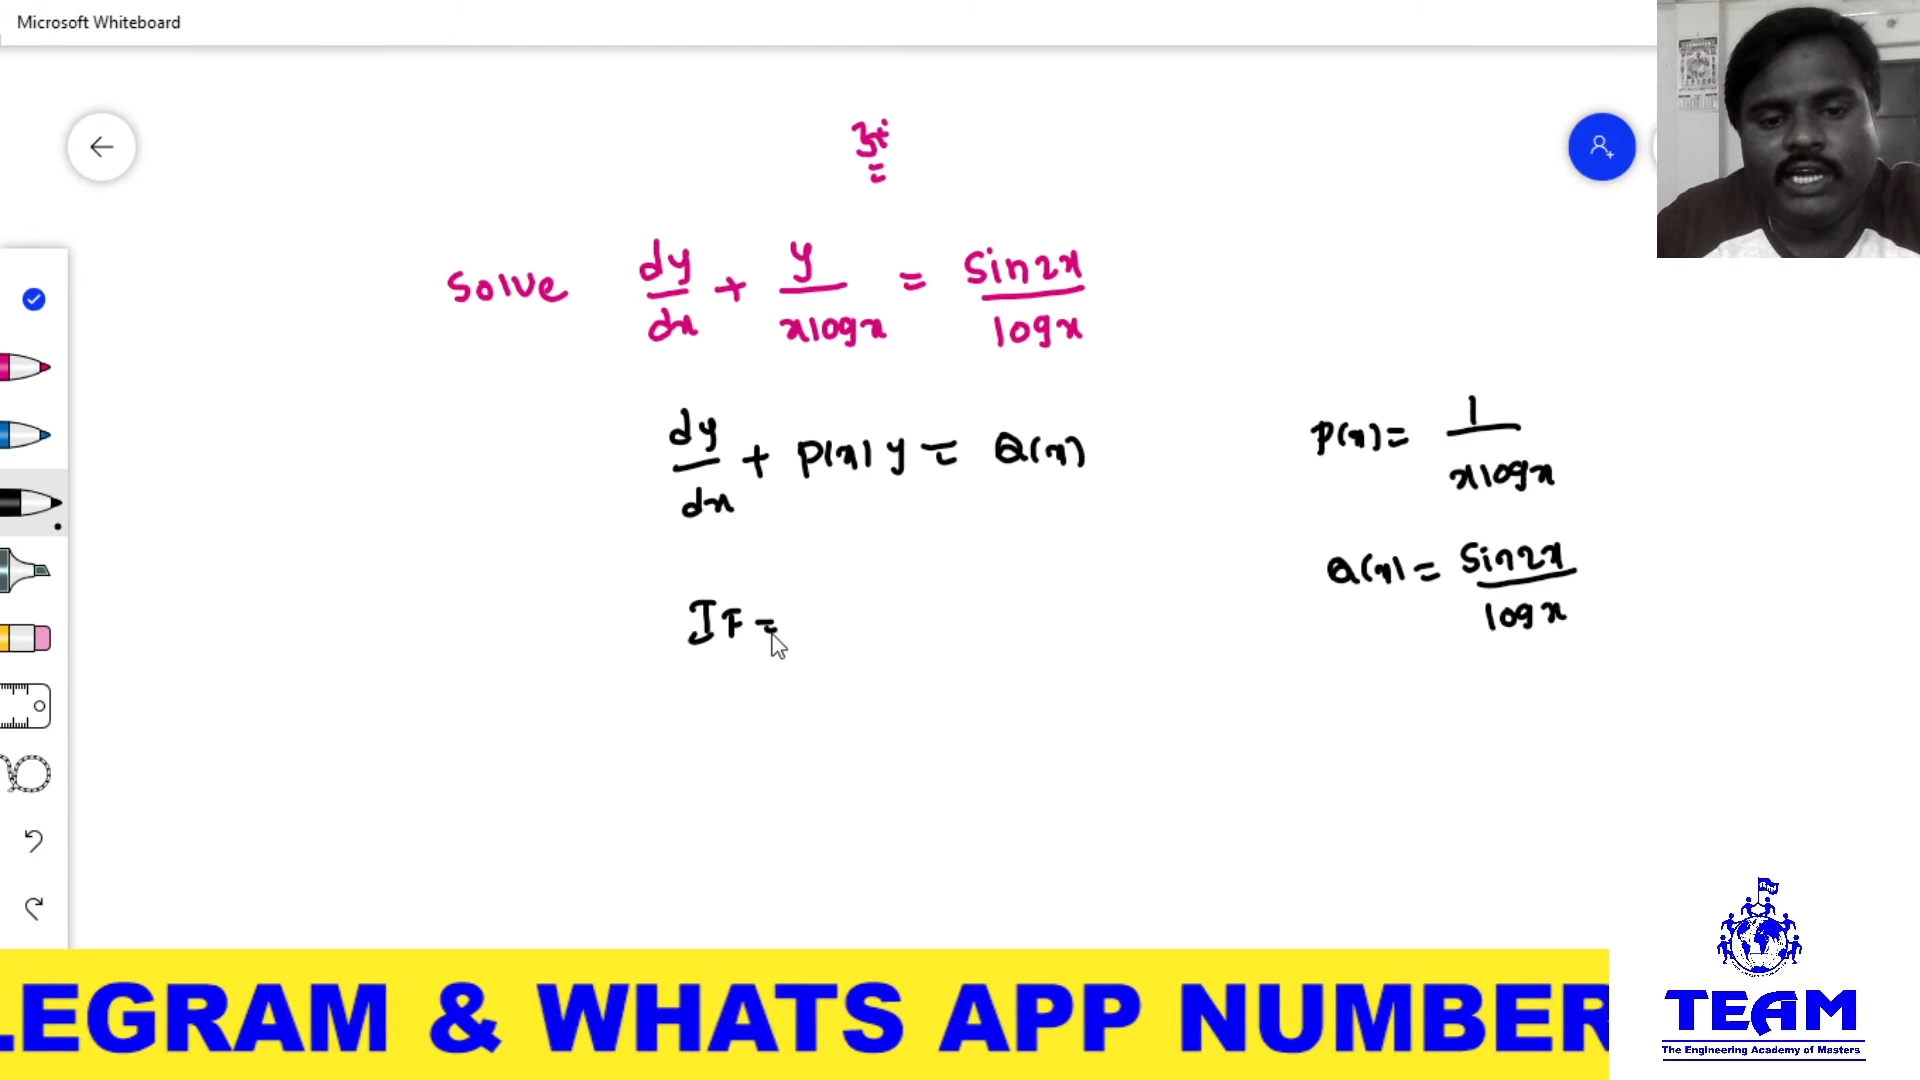 Microsoft Whiteboard
Solve dy/dx + y/xlogx = Sin2x/logx
dy/dx + P(x) y = Q(x)
P(x) = 1/xlogx
Q(x) = Sin2x/logx
IF =
LEGRAM & WHATS APP NUMBER
TEAM
The Engineering Academy of Masters